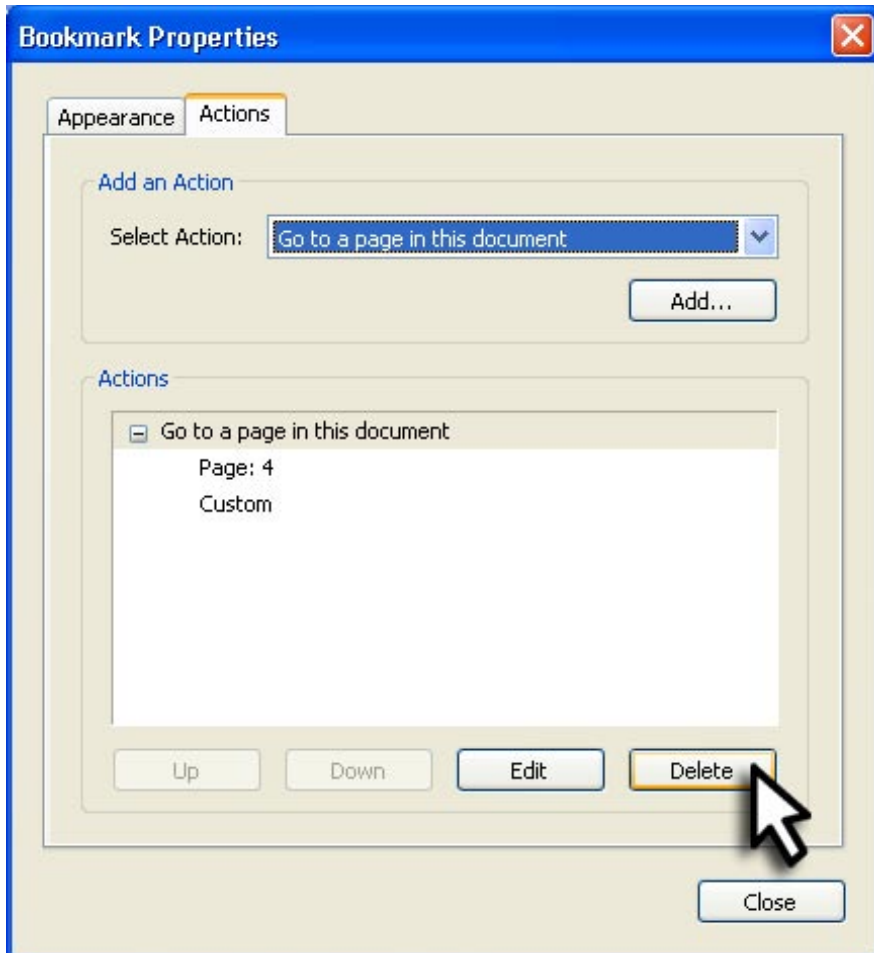 Bookmark Properties
Appearance Actions
Add an Action
Select Action: Go to a page in this document
Add...
Actions
Go to a page in this document
Page: 4
Custom
Up Down Edit Delete
Close